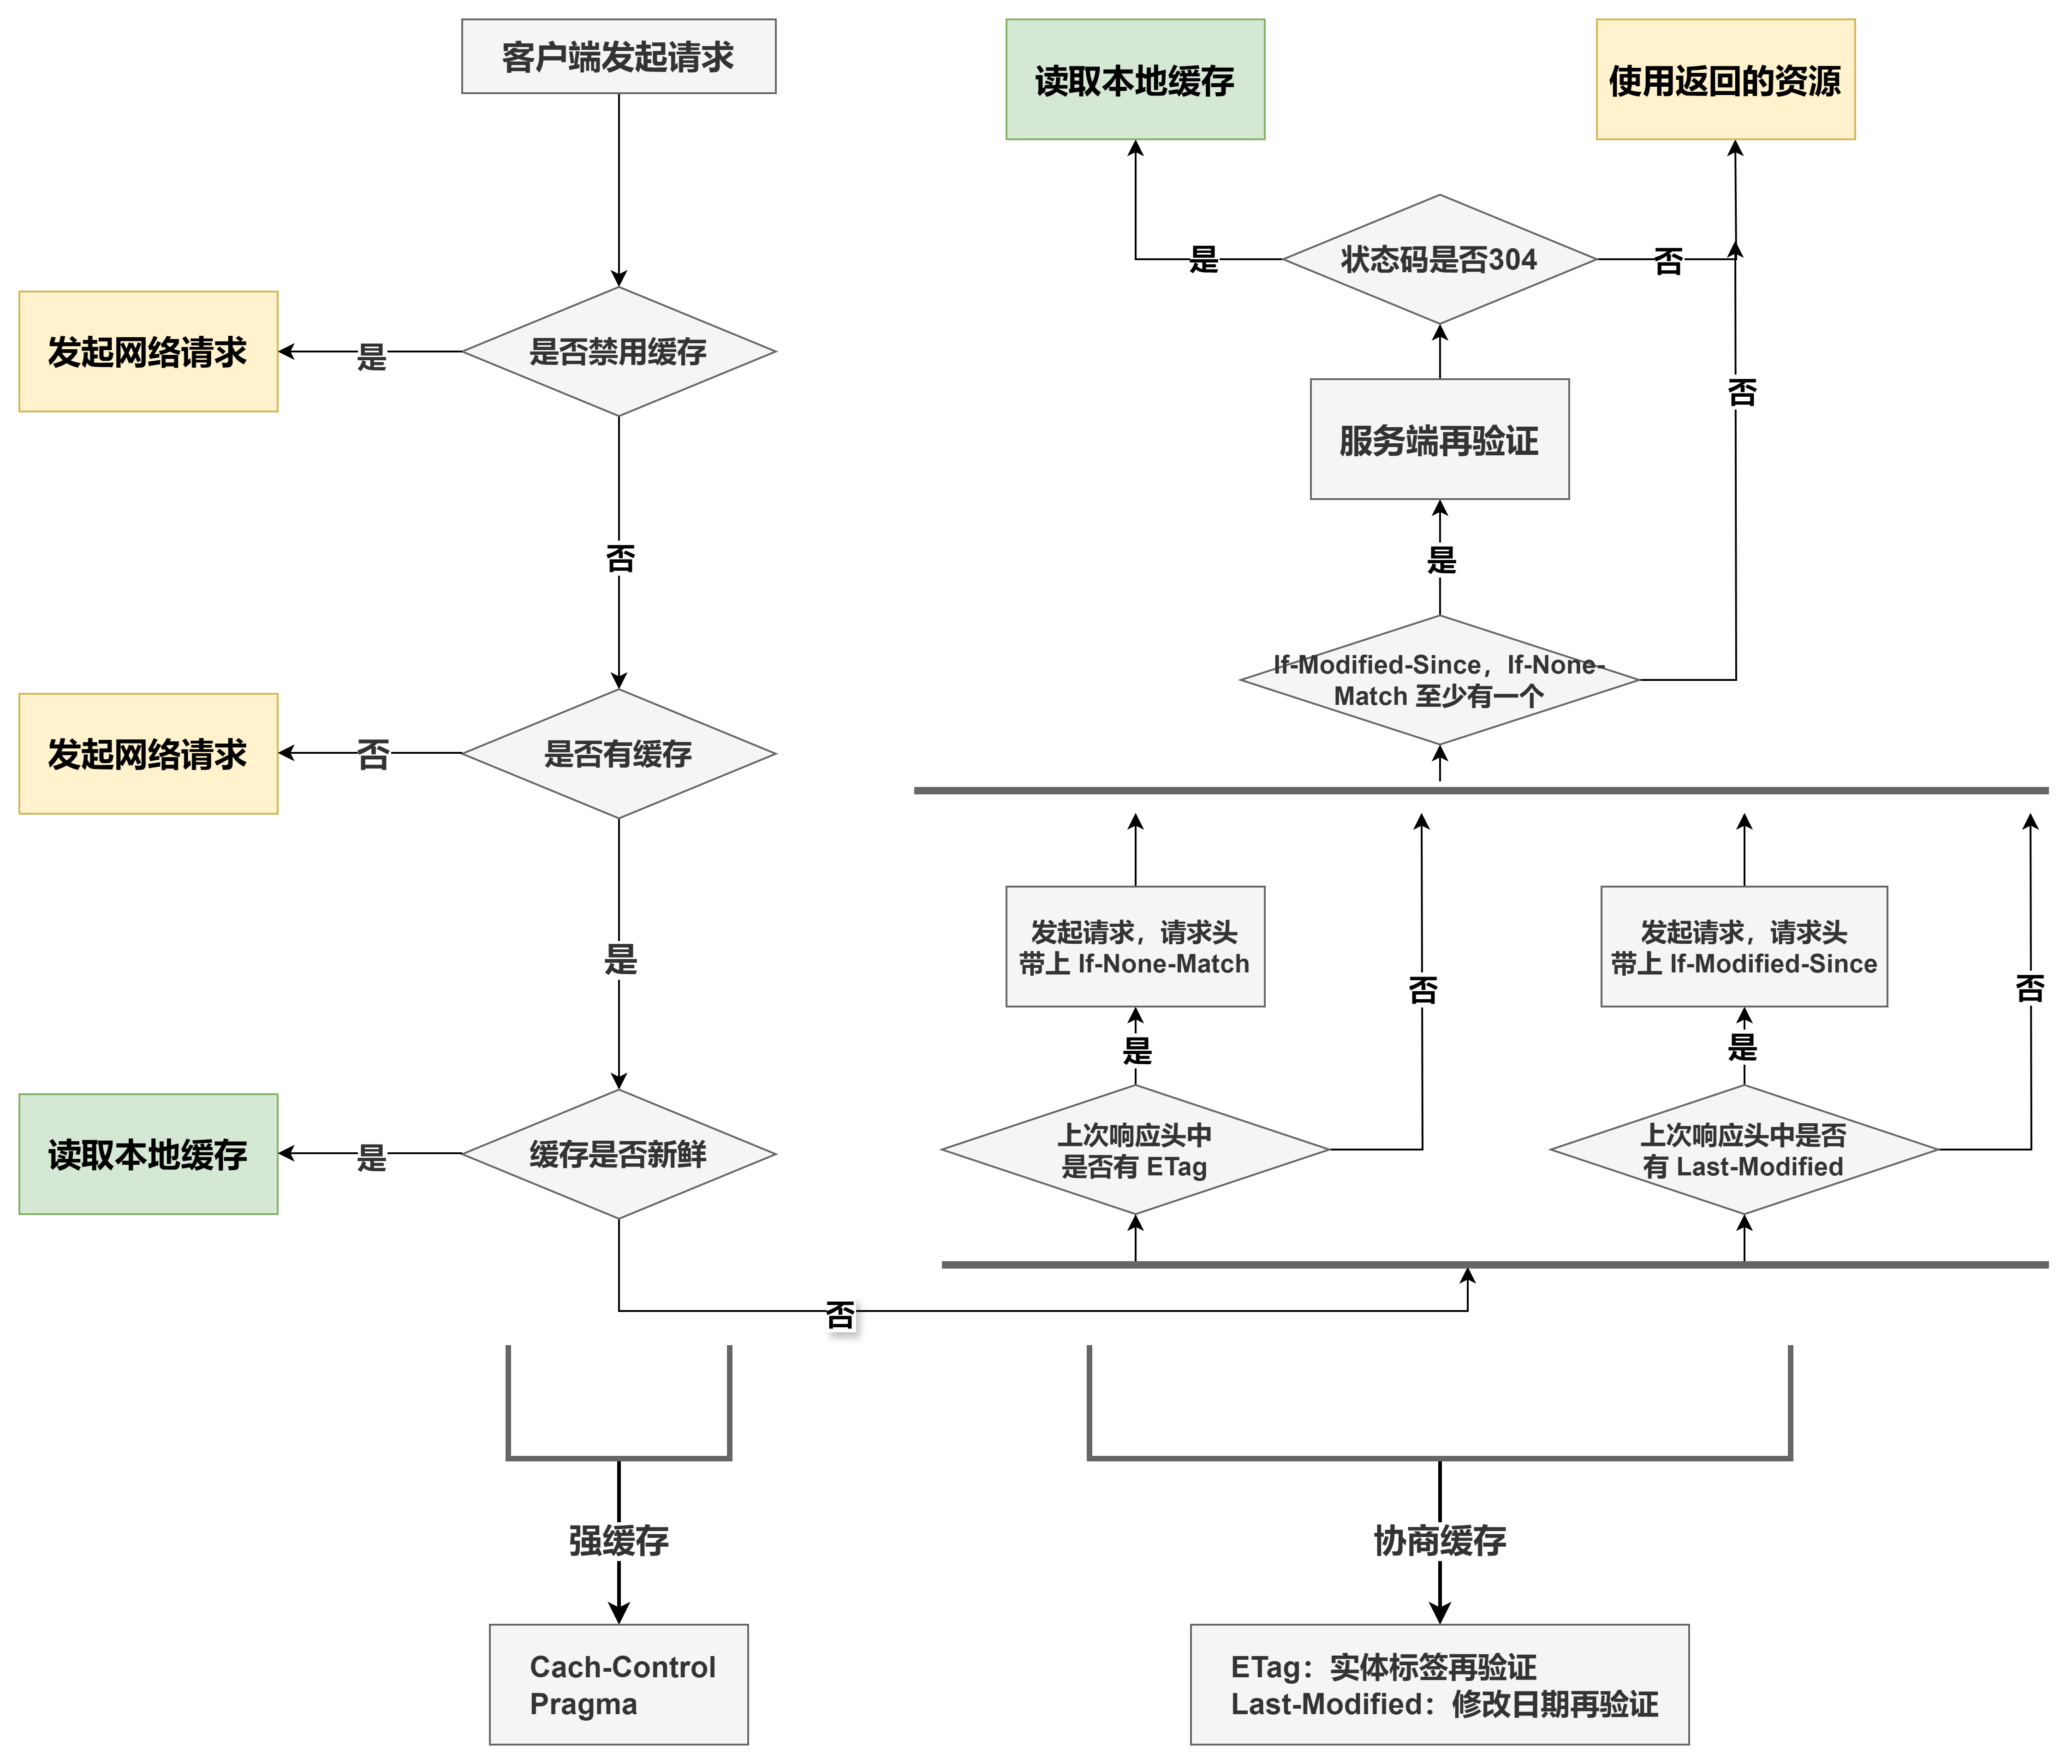 客户端发起请求
是否禁用缓存
是
发起网络请求
否
是否有缓存
否
发起网络请求
是
缓存是否新鲜
是
读取本地缓存
否
强缓存
Cach-Control
Pragma
读取本地缓存
使用返回的资源
是
状态码是否304
否
服务端再验证
否
是
If-Modified-Since，If-None-
Match 至少有一个
发起请求，请求头
带上 If-None-Match
否
发起请求，请求头
带上 If-Modified-Since
否
是
是
上次响应头中
是否有 ETag
上次响应头中是否
有 Last-Modified
协商缓存
ETag：实体标签再验证
Last-Modified：修改日期再验证